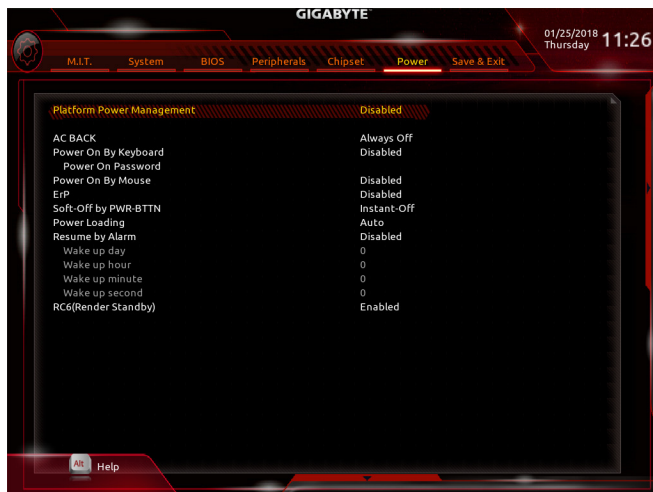 GIGABYTE™
01/25/2018 11:26
Thursday
M.I.T. System BIOS Peripherals Chipset Power Save & Exit
Platform Power Management Disabled
AC BACK Always Off
Power On By Keyboard Disabled
Power On Password
Power On By Mouse Disabled
ErP Disabled
Soft-Off by PWR-BTTN Instant-Off
Power Loading Auto
Resume by Alarm Disabled
Wake up day 0
Wake up hour 0
Wake up minute 0
Wake up second 0
RC6(Render Standby) Enabled
Alt Help